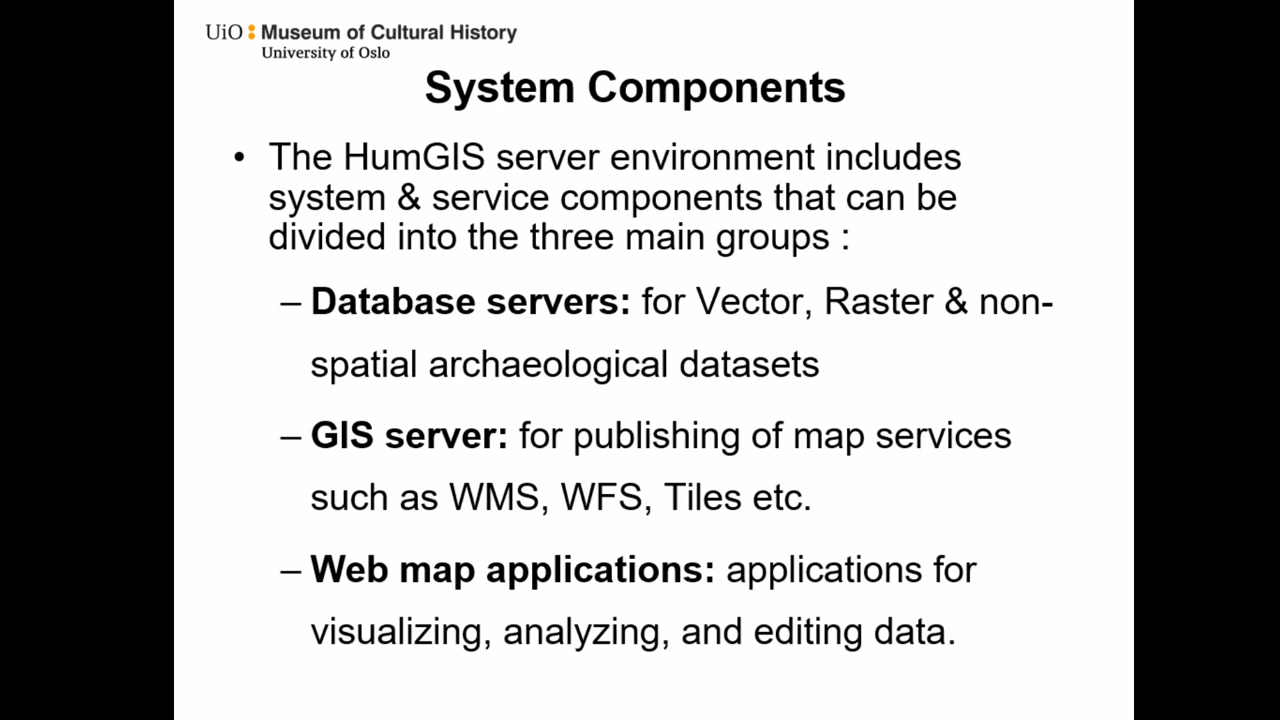 UiO Museum of Cultural History
University of Oslo
System Components
• The HumGIS server environment includes
system & service components that can be
divided into the three main groups :
– Database servers: for Vector, Raster & non-
spatial archaeological datasets
– GIS server: for publishing of map services
such as WMS, WFS, Tiles etc.
– Web map applications: applications for
visualizing, analyzing, and editing data.